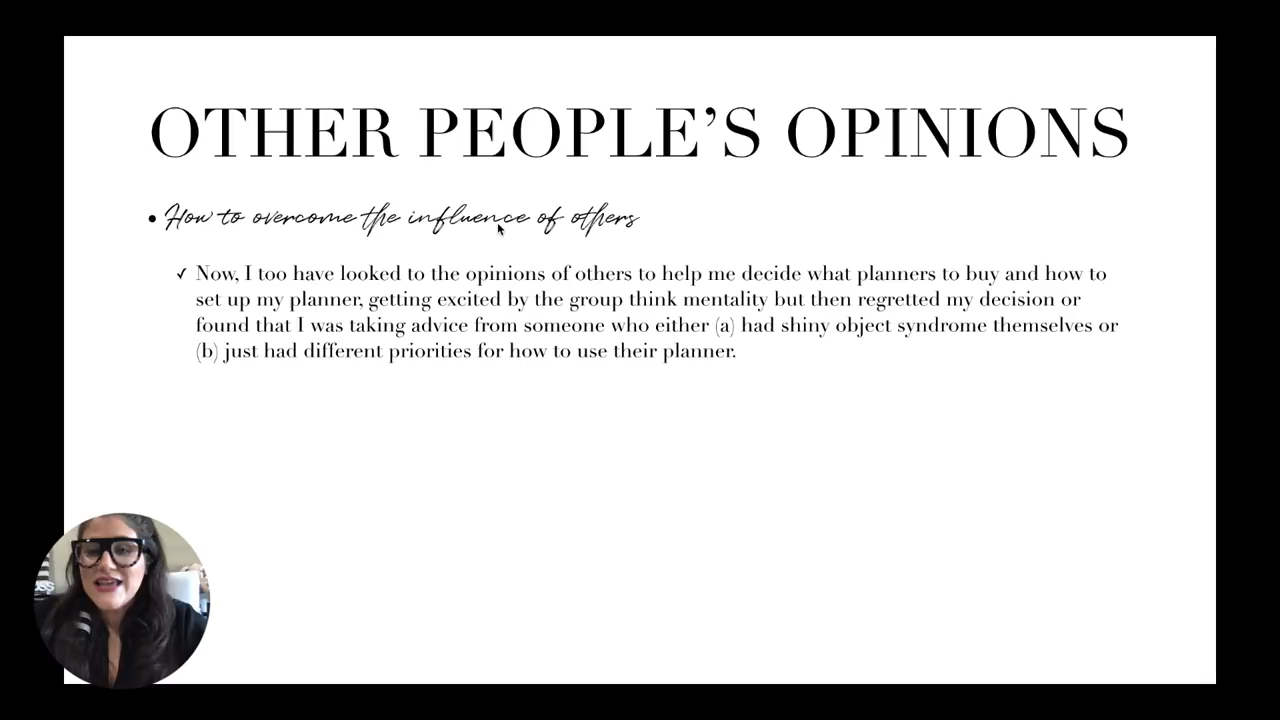 OTHER PEOPLE’S OPINIONS
• How to overcome the influence of others
✓ Now, I too have looked to the opinions of others to help me decide what planners to buy and how to
set up my planner, getting excited by the group think mentality but then regretted my decision or
found that I was taking advice from someone who either (a) had shiny object syndrome themselves or
(b) just had different priorities for how to use their planner.